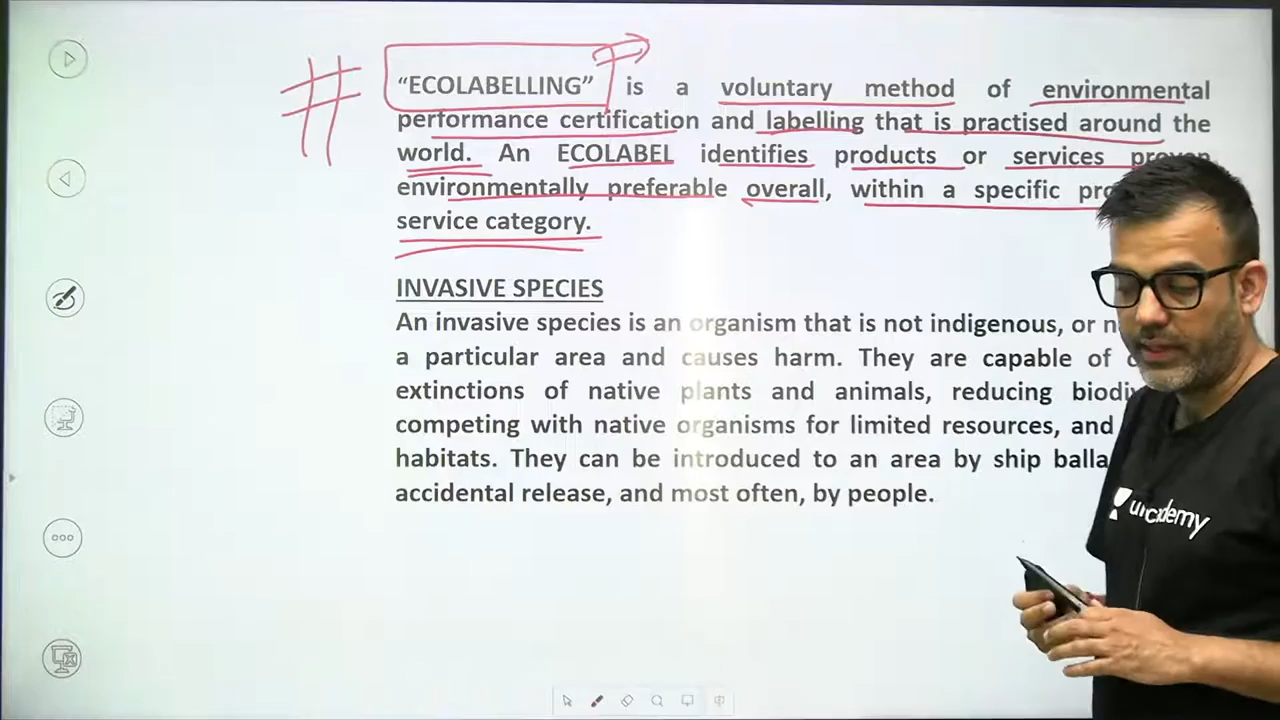 “ECOLABELLING” is a voluntary method of environmental
performance certification and labelling that is practised around the
world. An ECOLABEL identifies products or services proven
environmentally preferable overall, within a specific
service category.
INVASIVE SPECIES
An invasive species is an organism that is not indigenous, or
a particular area and causes harm. They are capable of
extinctions of native plants and animals, reducing
competing with native organisms for limited resources, and
habitats. They can be introduced to an area by ship
accidental release, and most often, by people.
unacademy